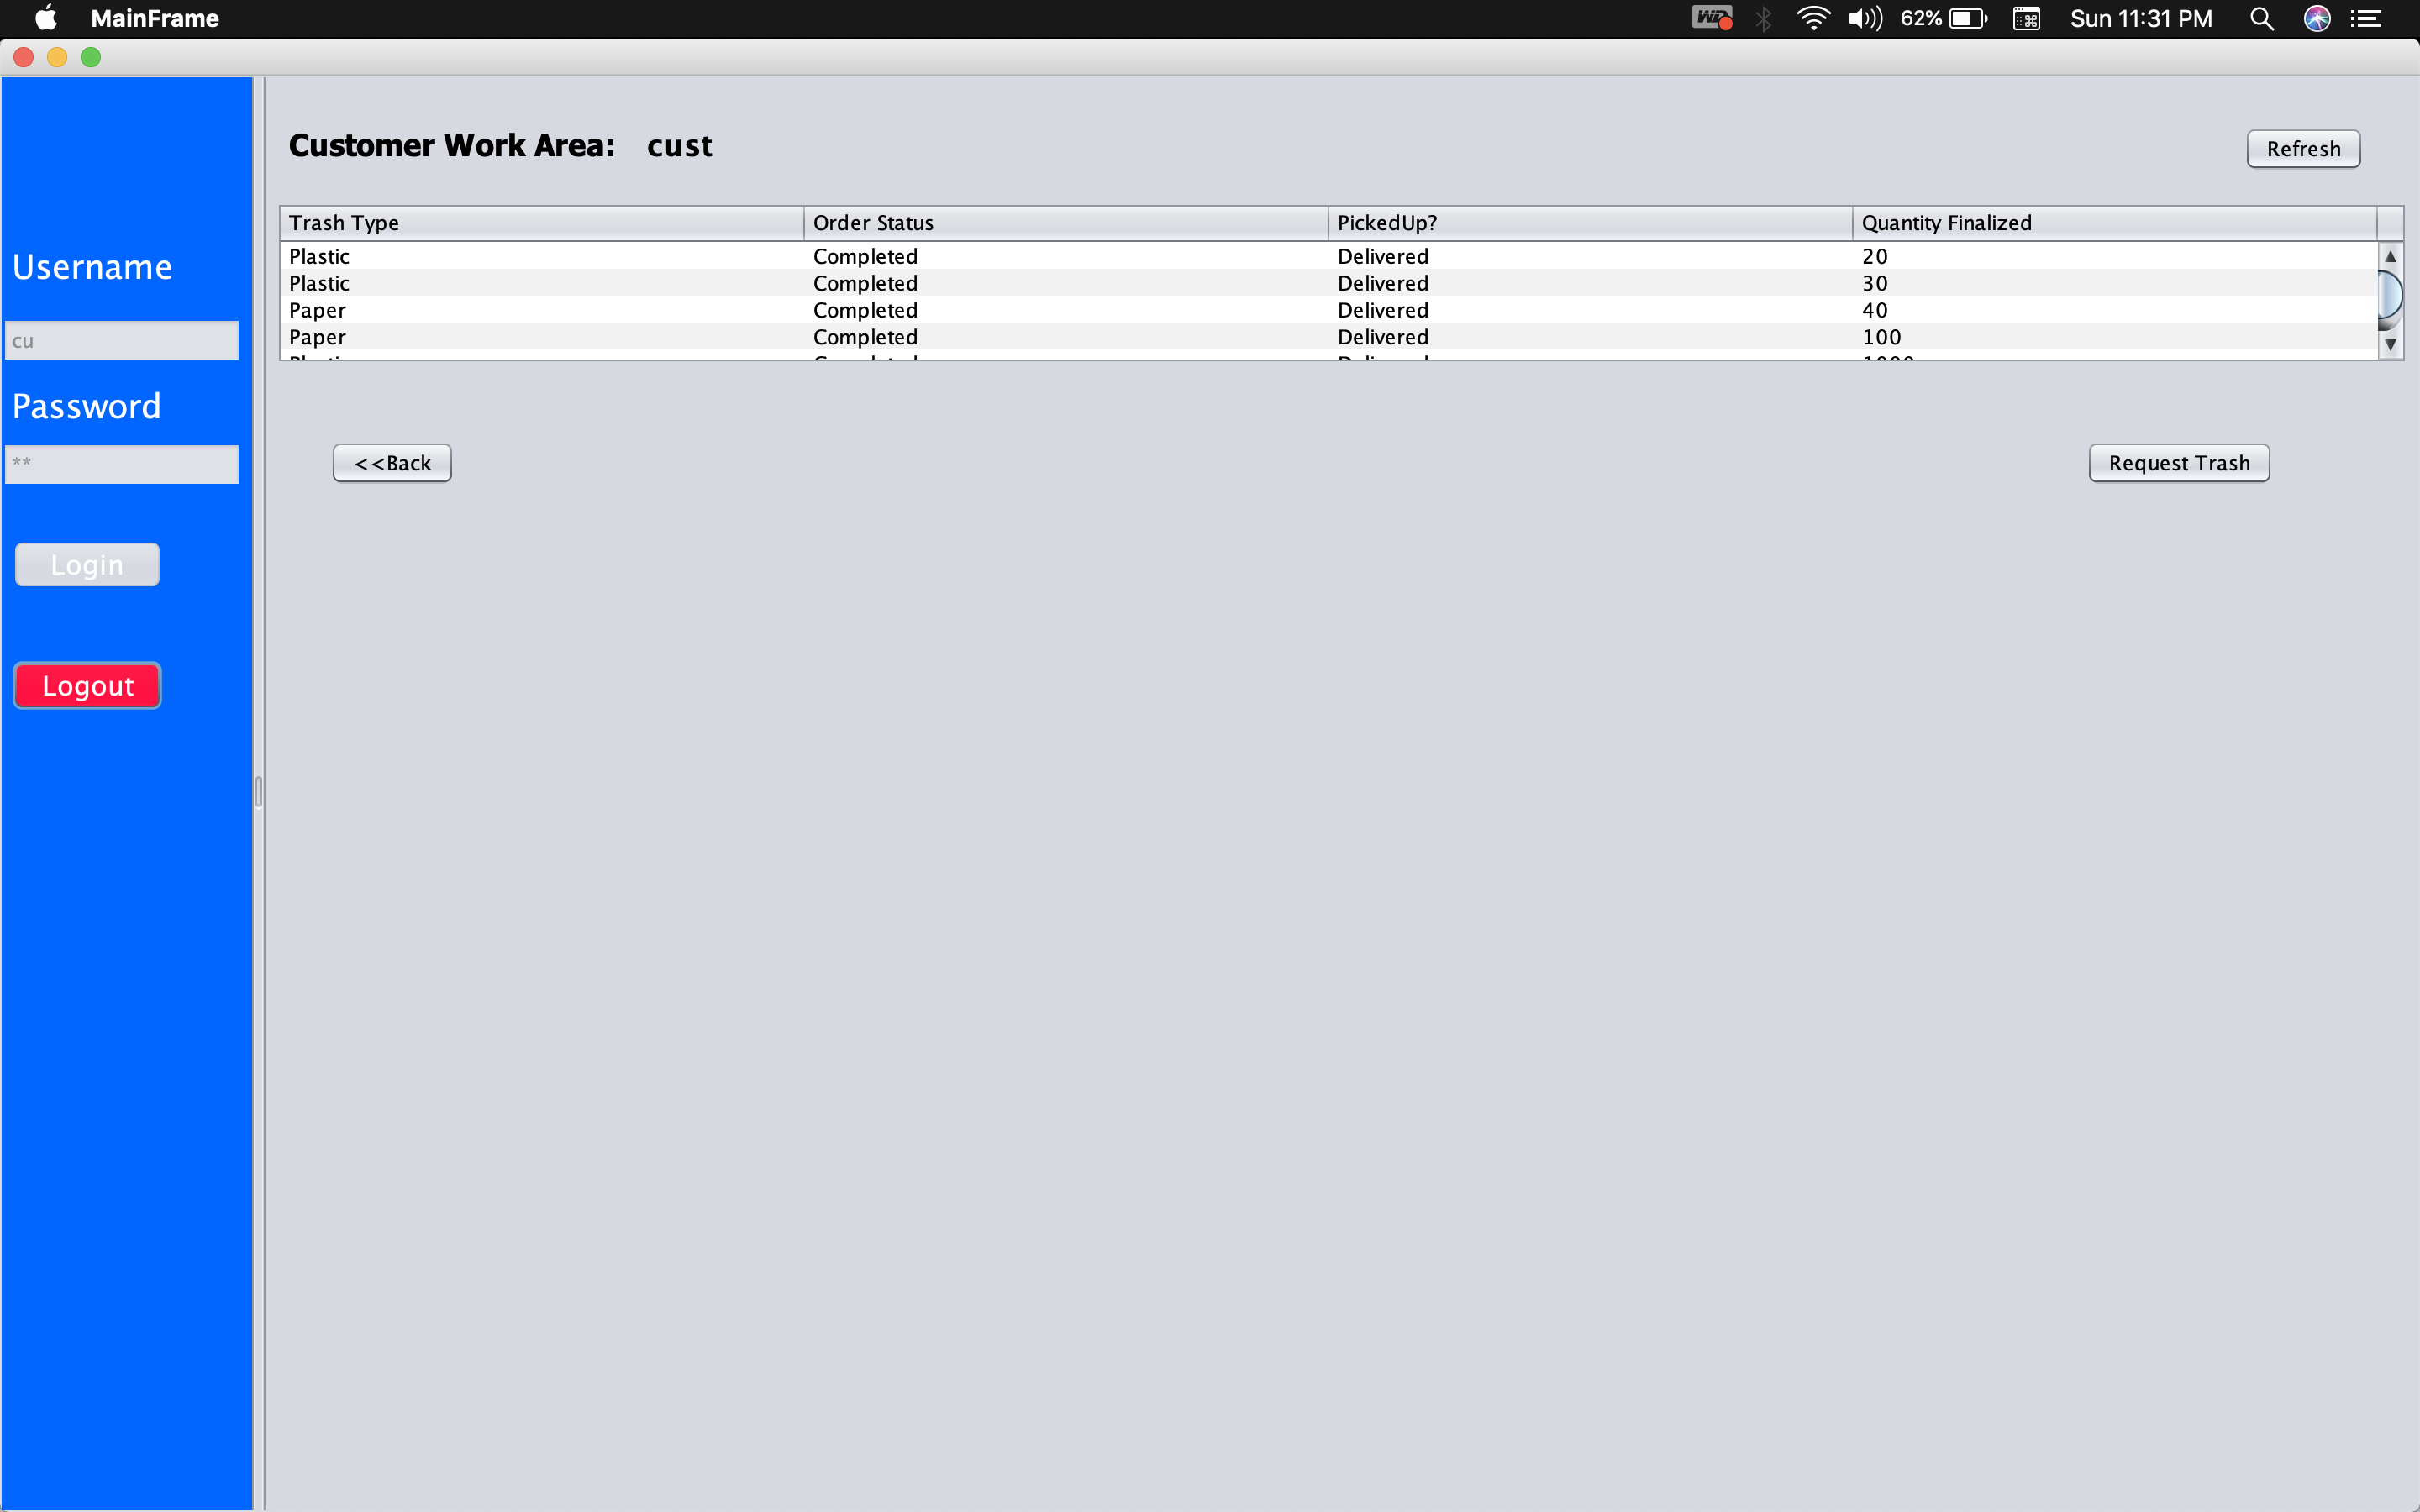 MainFrame 62% Sun 11:31 PM
Customer Work Area: cust
Refresh
Trash Type Order Status PickedUp? Quantity Finalized
Plastic Completed Delivered 20
Plastic Completed Delivered 30
Paper Completed Delivered 40
Paper Completed Delivered 100
Username
cu
Password
**
<<Back
Request Trash
Login
Logout